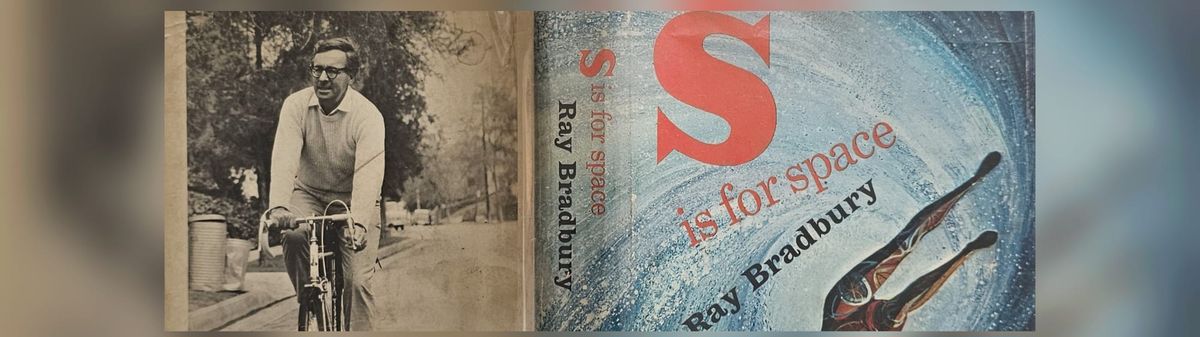 S
is for space
Ray Bradbury
S
is for space
Ray Bradbury